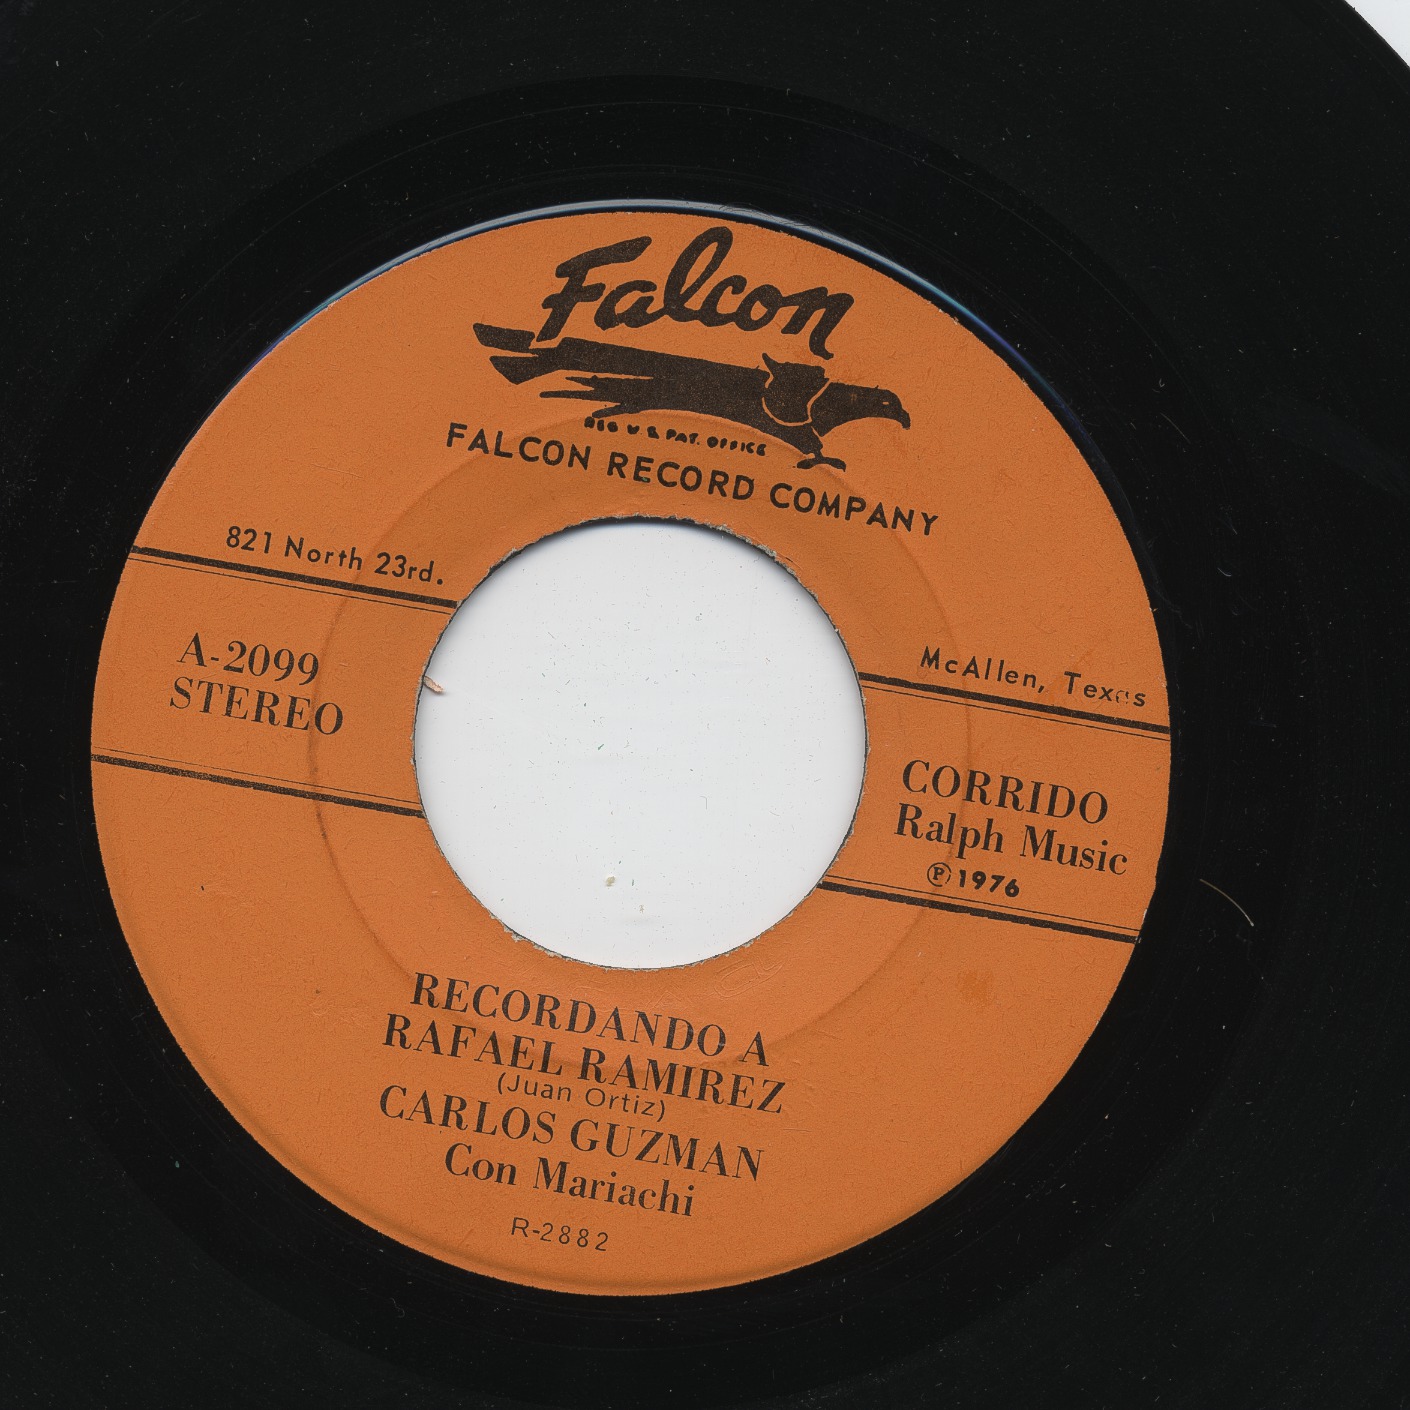 Falcon
REG U S PAT. OFFICE
FALCON RECORD COMPANY
821 North 23rd.
McAllen, Texas
A-2099
STEREO
CORRIDO
Ralph Music
℗1976
RECORDANDO A
RAFAEL RAMIREZ
(Juan Ortiz)
CARLOS GUZMAN
Con Mariachi
R-2882